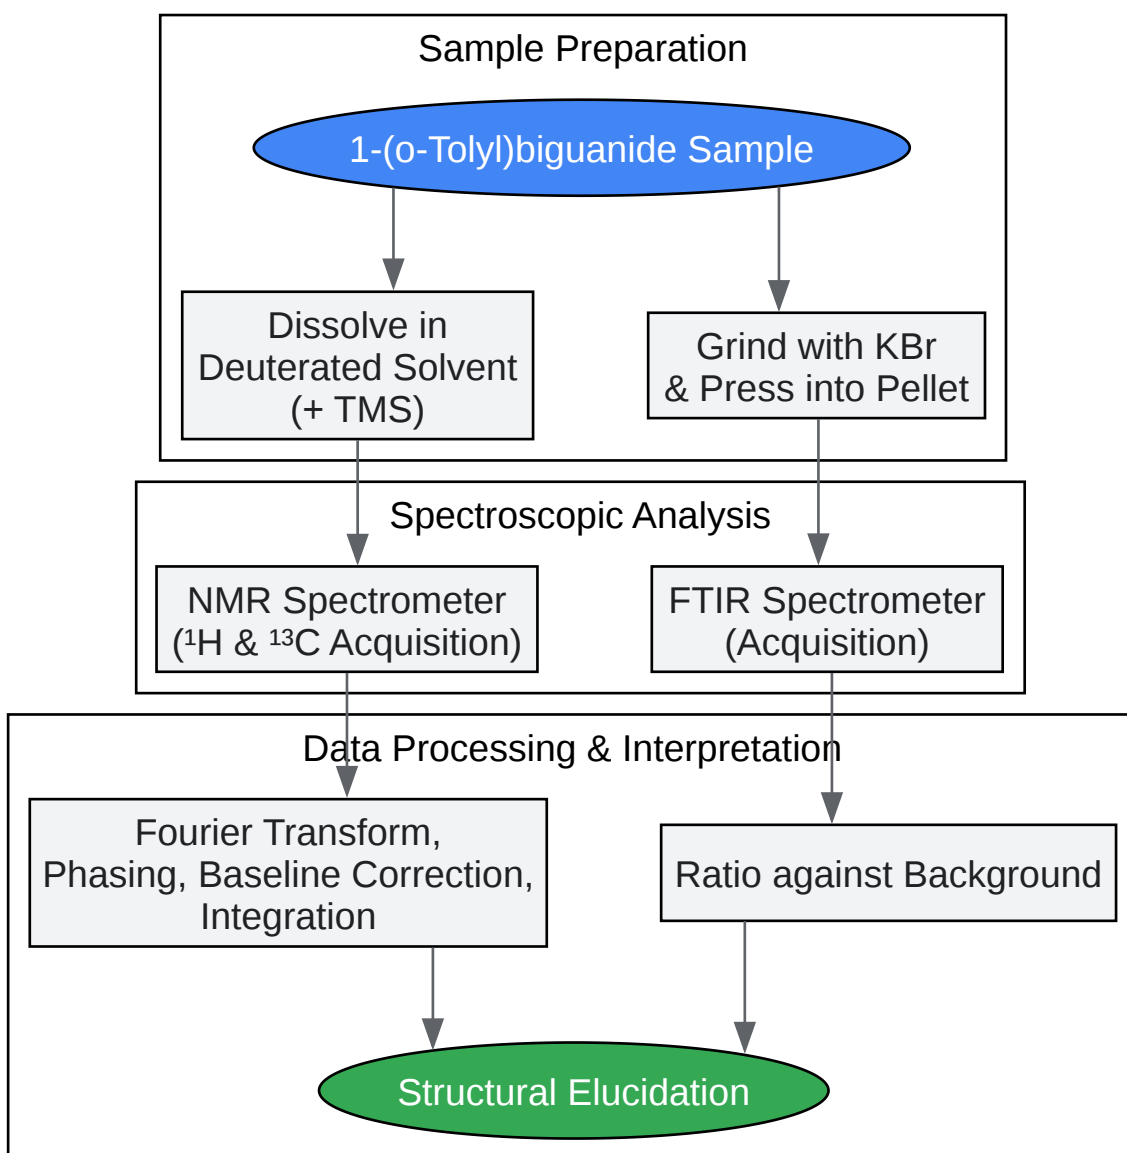 Sample Preparation
1-(o-Tolyl)biguanide Sample
Dissolve in
Deuterated Solvent
(+ TMS)
Grind with KBr
& Press into Pellet
Spectroscopic Analysis
NMR Spectrometer
(¹H & ¹³C Acquisition)
FTIR Spectrometer
(Acquisition)
Data Processing & Interpretation
Fourier Transform,
Phasing, Baseline Correction,
Integration
Ratio against Background
Structural Elucidation